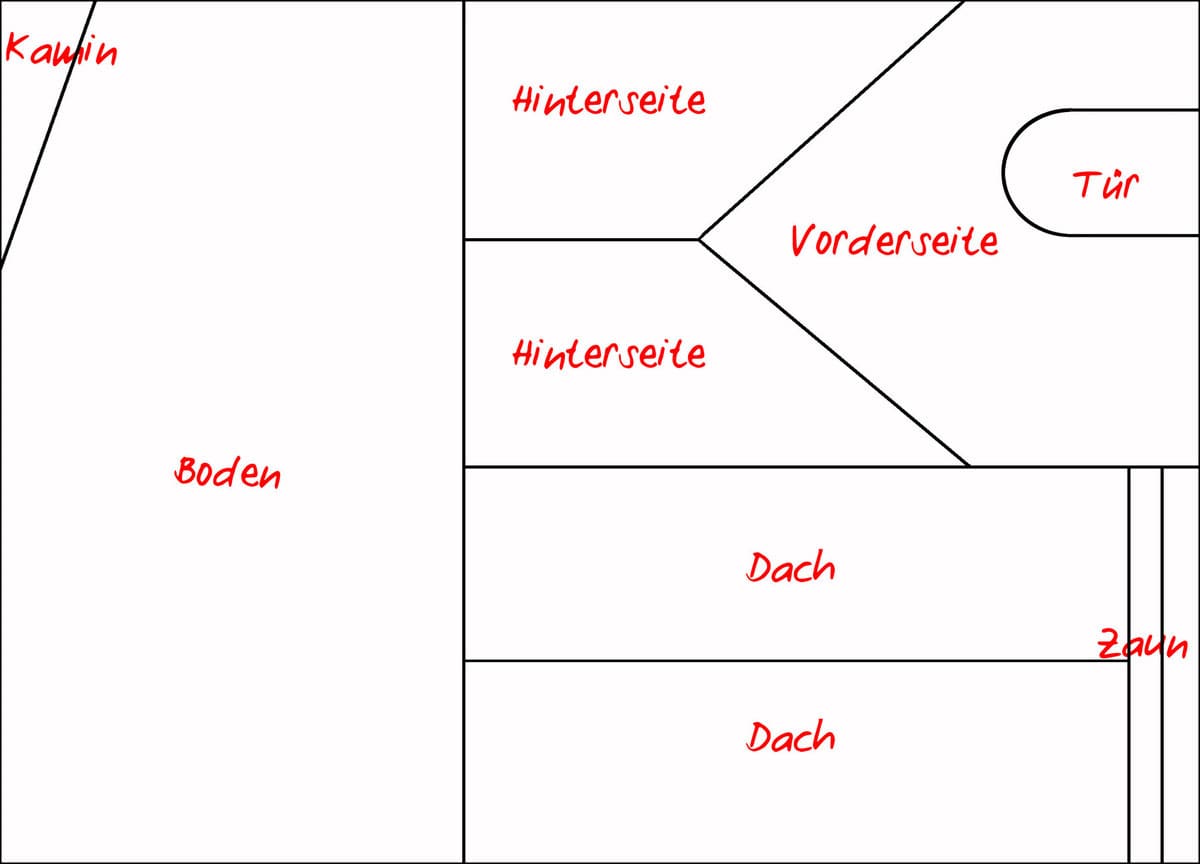 Kamin
Hinterseite
Tür
Vorderseite
Hinterseite
Boden
Dach
Zaun
Dach